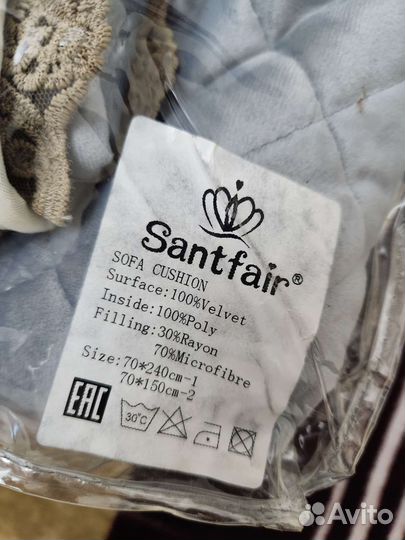 Santfair®
SOFA CUSHION
Surface:100%Velvet
Inside:100%Poly
Filling:30%Rayon
70%Microfibre
Size:70*240cm-1
70*150cm-2
EAC
30°C
Avito